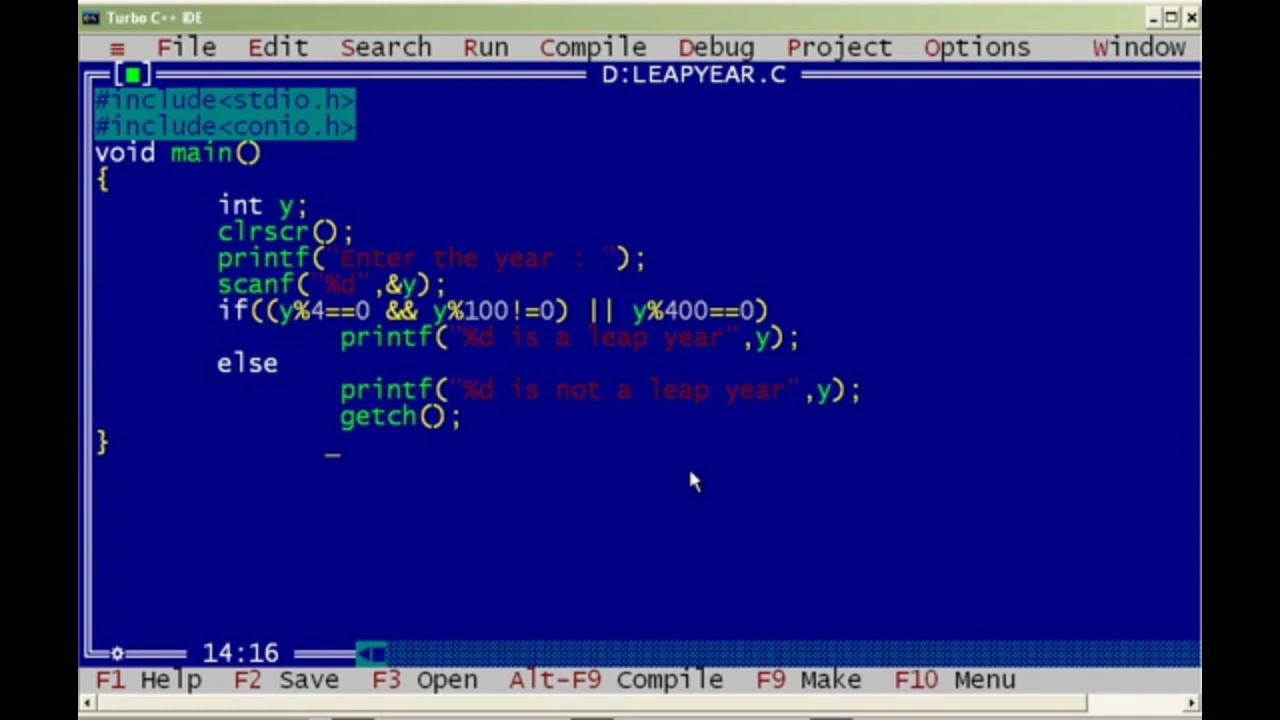 Turbo C++ IDE
≡ File Edit Search Run Compile Debug Project Options Window
D:LEAPYEAR.C
#include<stdio.h>
#include<conio.h>
void main()
{
int y;
clrscr();
printf("Enter the year : ");
scanf("%d",&y);
if((y%4==0 && y%100!=0) || y%400==0)
printf("%d is a leap year",y);
else
printf("%d is not a leap year",y);
getch();
}
14:16
F1 Help F2 Save F3 Open Alt-F9 Compile F9 Make F10 Menu